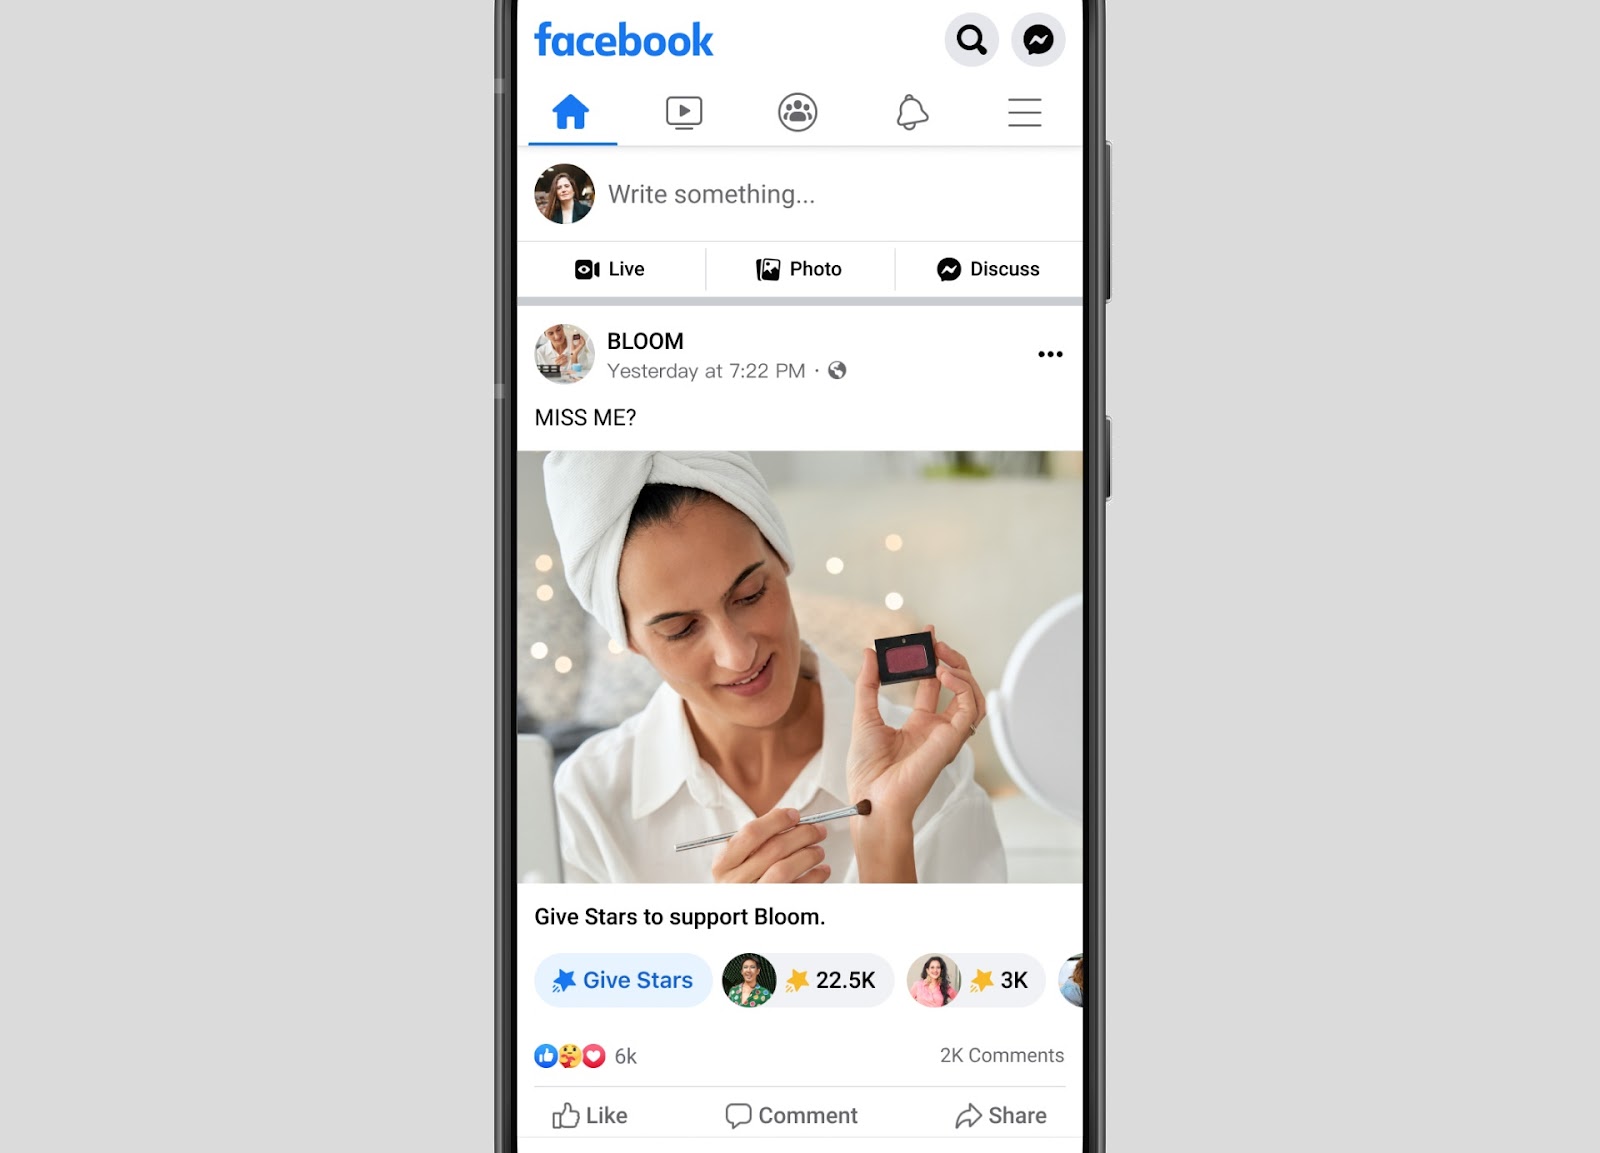 facebook
Write something...
Live
Photo
Discuss
BLOOM
Yesterday at 7:22 PM ·
MISS ME?
Give Stars to support Bloom.
Give Stars
22.5K
3K
6k
2K Comments
Like
Comment
Share